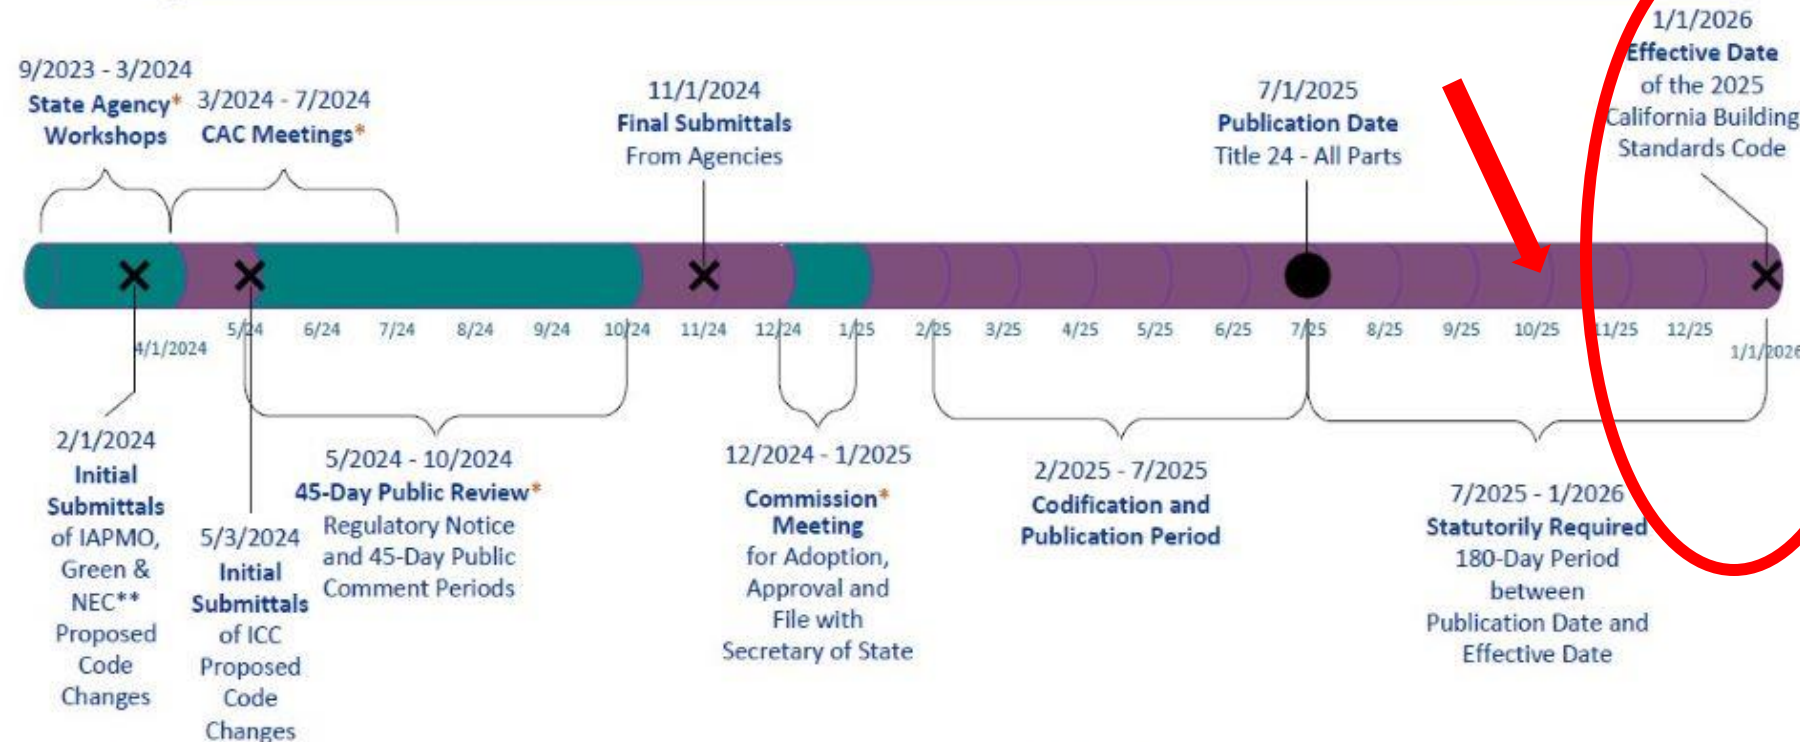 9/2023 - 3/2024
State Agency*
Workshops
3/2024 - 7/2024
CAC Meetings*
11/1/2024
Final Submittals
From Agencies
7/1/2025
Publication Date
Title 24 - All Parts
1/1/2026
Effective Date
of the 2025
California Building
Standards Code
4/1/2024
5/24
6/24
7/24
8/24
9/24
10/24
11/24
12/24
1/25
2/25
3/25
4/25
5/25
6/25
7/25
8/25
9/25
10/25
11/25
12/25
1/1/2026
2/1/2024
Initial
Submittals
of IAPMO,
Green &
NEC**
Proposed
Code
Changes
5/3/2024
Initial
Submittals
of ICC
Proposed
Code
Changes
5/2024 - 10/2024
45-Day Public Review*
Regulatory Notice
and 45-Day Public
Comment Periods
12/2024 - 1/2025
Commission*
Meeting
for Adoption,
Approval and
File with
Secretary of State
2/2025 - 7/2025
Codification and
Publication Period
7/2025 - 1/2026
Statutorily Required
180-Day Period
between
Publication Date and
Effective Date